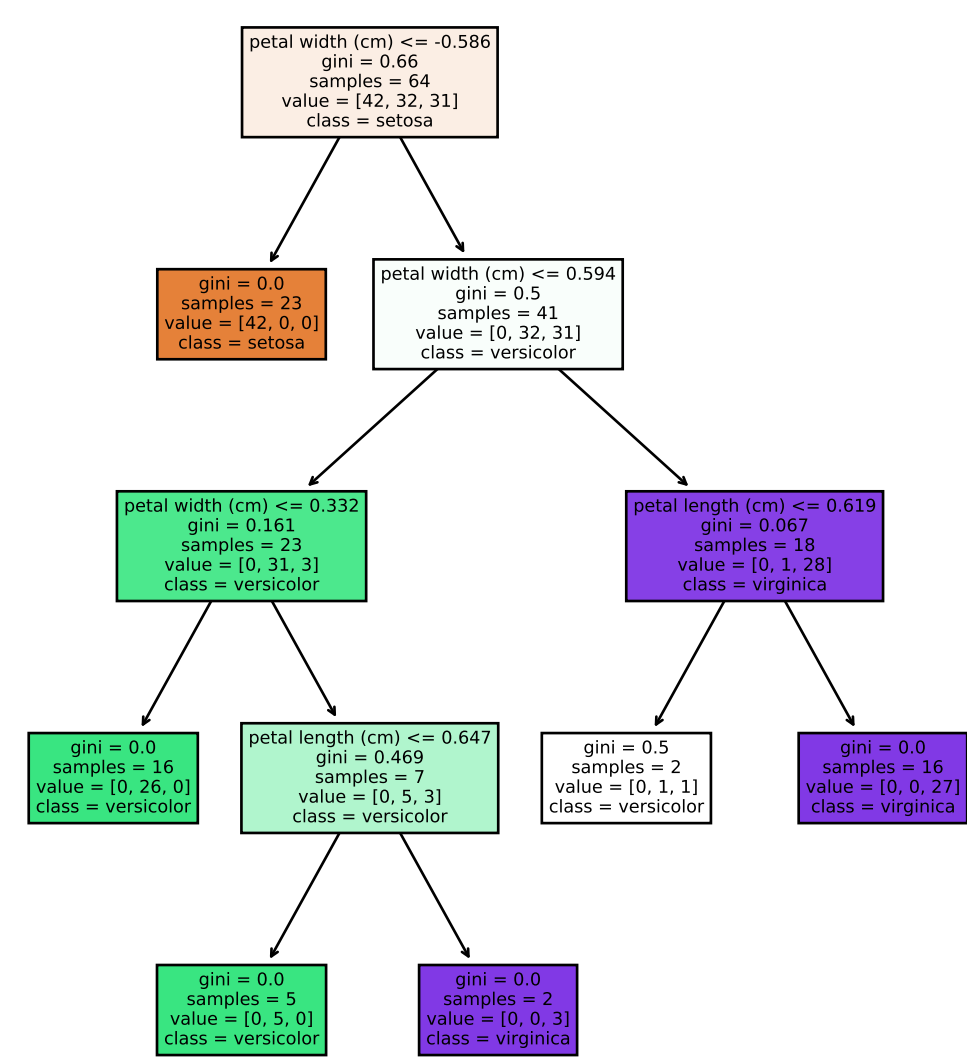 petal width (cm) <= -0.586
gini = 0.66
samples = 64
value = [42, 32, 31]
class = setosa
gini = 0.0
samples = 23
value = [42, 0, 0]
class = setosa
petal width (cm) <= 0.594
gini = 0.5
samples = 41
value = [0, 32, 31]
class = versicolor
petal width (cm) <= 0.332
gini = 0.161
samples = 23
value = [0, 31, 3]
class = versicolor
petal length (cm) <= 0.619
gini = 0.067
samples = 18
value = [0, 1, 28]
class = virginica
gini = 0.0
samples = 16
value = [0, 26, 0]
class = versicolor
petal length (cm) <= 0.647
gini = 0.469
samples = 7
value = [0, 5, 3]
class = versicolor
gini = 0.5
samples = 2
value = [0, 1, 1]
class = versicolor
gini = 0.0
samples = 16
value = [0, 0, 27]
class = virginica
gini = 0.0
samples = 5
value = [0, 5, 0]
class = versicolor
gini = 0.0
samples = 2
value = [0, 0, 3]
class = virginica